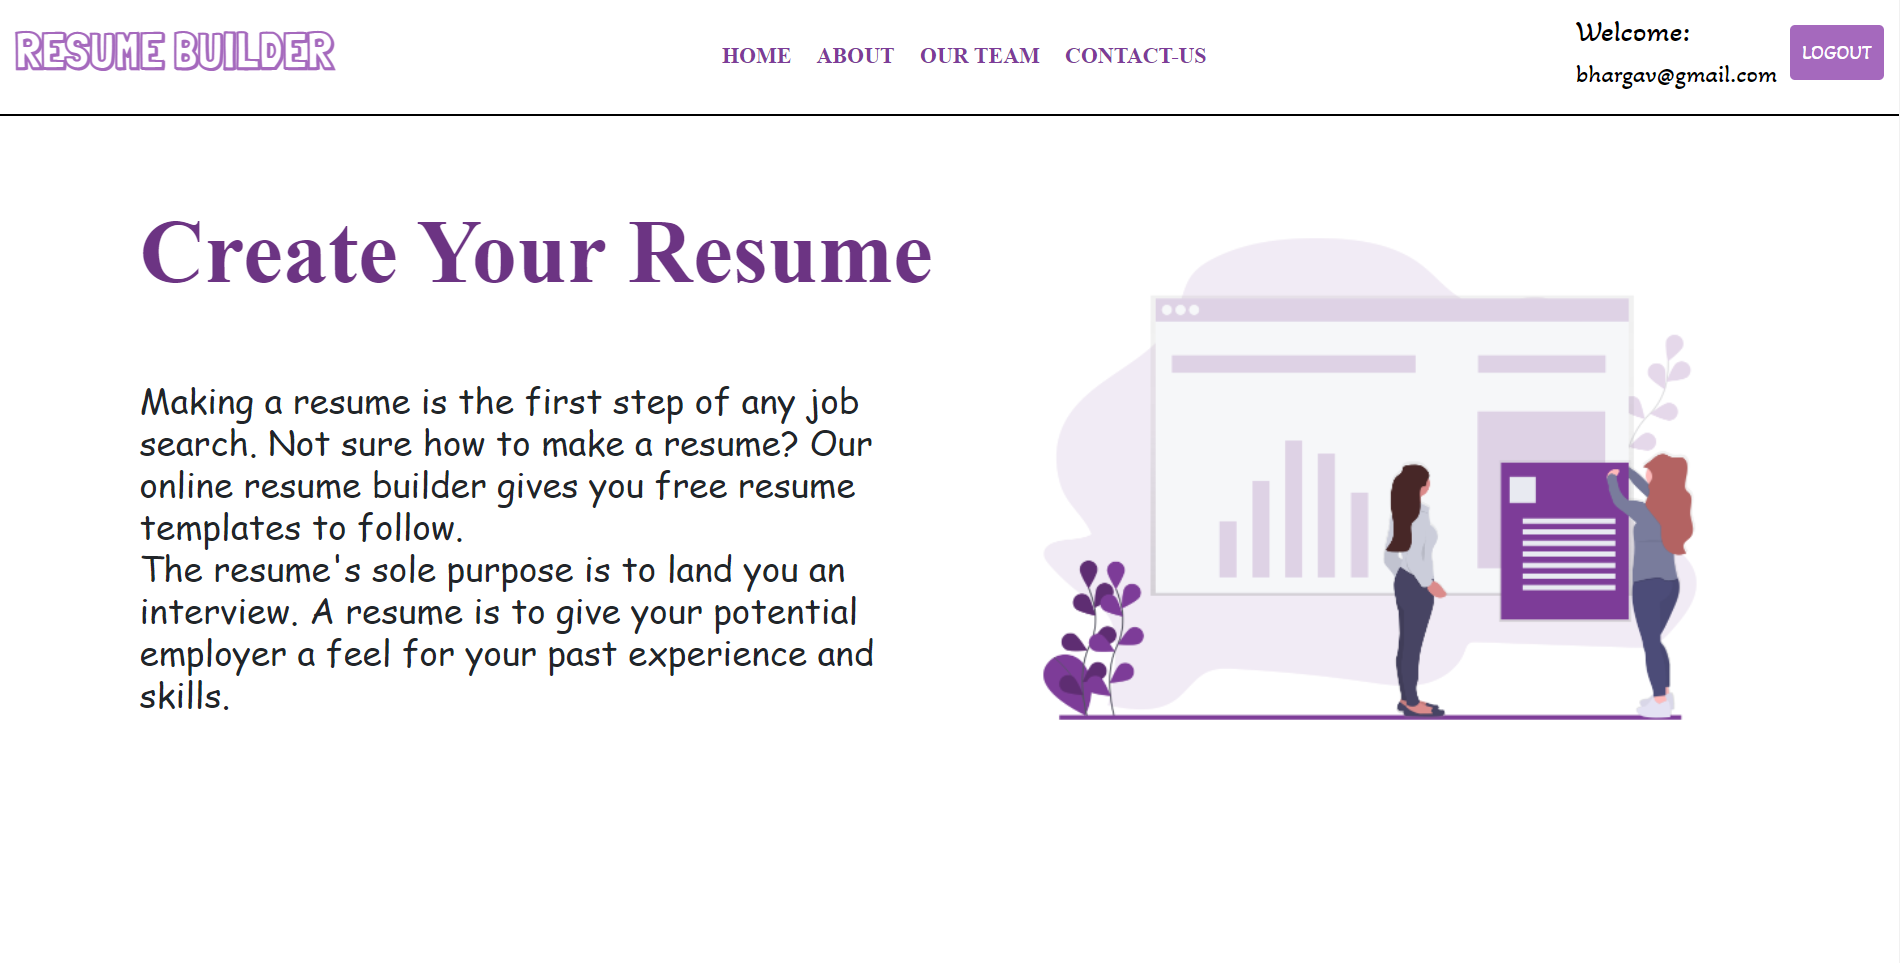 RESUME BUILDER
HOME ABOUT OUR TEAM CONTACT-US
Welcome:
bhargav@gmail.com
LOGOUT
Create Your Resume
Making a resume is the first step of any job
search. Not sure how to make a resume? Our
online resume builder gives you free resume
templates to follow.
The resume's sole purpose is to land you an
interview. A resume is to give your potential
employer a feel for your past experience and
skills.